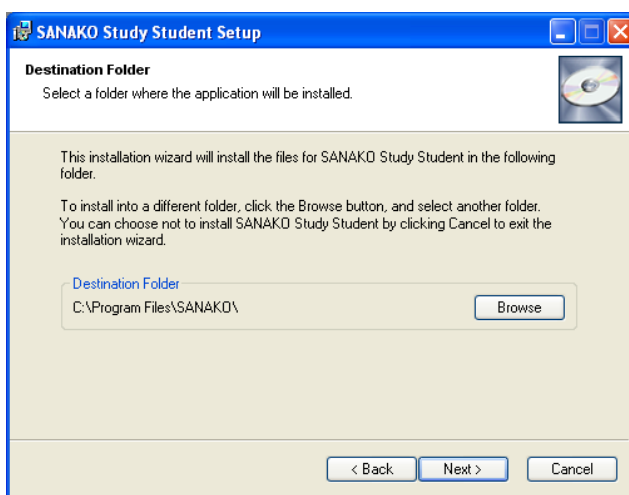 SANAKO Study Student Setup
Destination Folder
Select a folder where the application will be installed.
This installation wizard will install the files for SANAKO Study Student in the following
folder.
To install into a different folder, click the Browse button, and select another folder.
You can choose not to install SANAKO Study Student by clicking Cancel to exit the
installation wizard.
Destination Folder
C:\Program Files\SANAKO\
Browse
< Back
Next >
Cancel